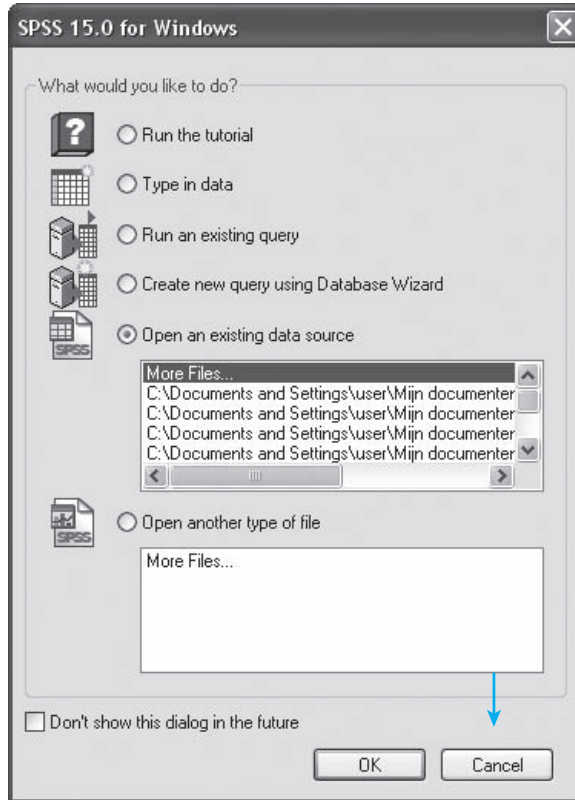 SPSS 15.0 for Windows
What would you like to do?
?
Run the tutorial
Type in data
Run an existing query
Create new query using Database Wizard
SPSS
Open an existing data source
More Files...
C:\Documents and Settings\user\Mijn documenter
C:\Documents and Settings\user\Mijn documenter
C:\Documents and Settings\user\Mijn documenter
C:\Documents and Settings\user\Mijn documenter
SPSS
Open another type of file
More Files...
Don't show this dialog in the future
OK
Cancel